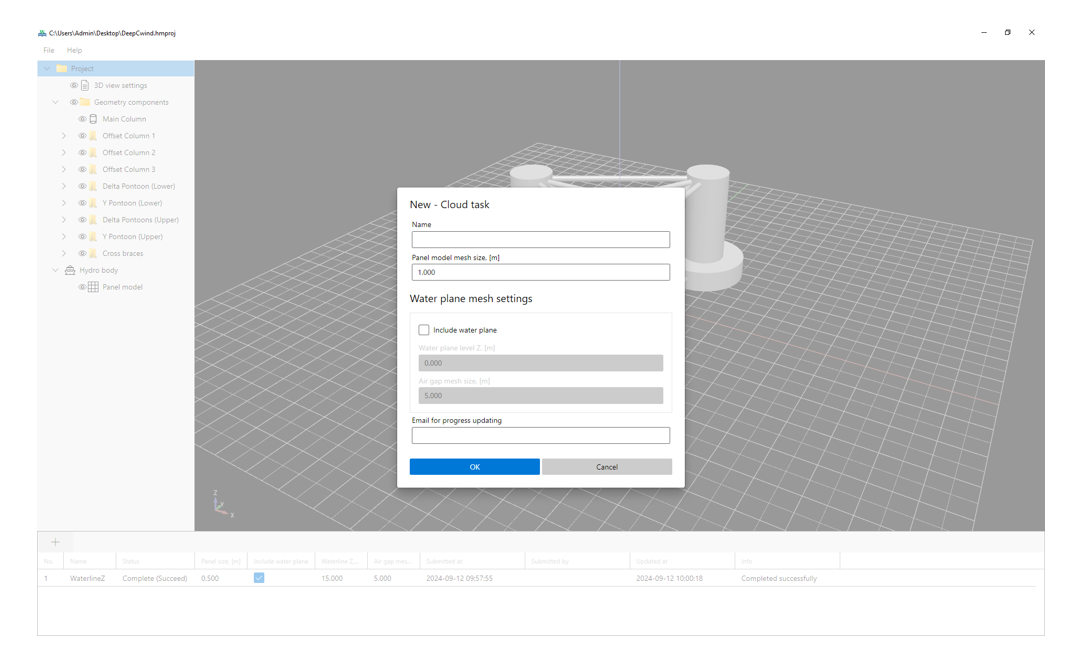 C:\Users\Admin\Desktop\DeepCwind.hmproj
File Help
Project
3D view settings
Geometry components
Main Column
Offset Column 1
Offset Column 2
Offset Column 3
Delta Pontoon (Lower)
Y Pontoon (Lower)
Delta Pontoons (Upper)
Y Pontoon (Upper)
Cross braces
Hydro body
Panel model
New - Cloud task
Name
Panel model mesh size, [m]
1.000
Water plane mesh settings
Include water plane
Water plane level Z, [m]
0.000
Air gap mesh size, [m]
5.000
Email for progress updating
OK Cancel
Z
Y
X
No Name Status Panel size, [m] Include water plane Waterline Z,... Air gap mes... Submitted at Submitted by Updated at Info
1 WaterlineZ Complete (Succeed) 0.500 15.000 5.000 2024-09-12 09:57:55 2024-09-12 10:00:18 Completed successfully